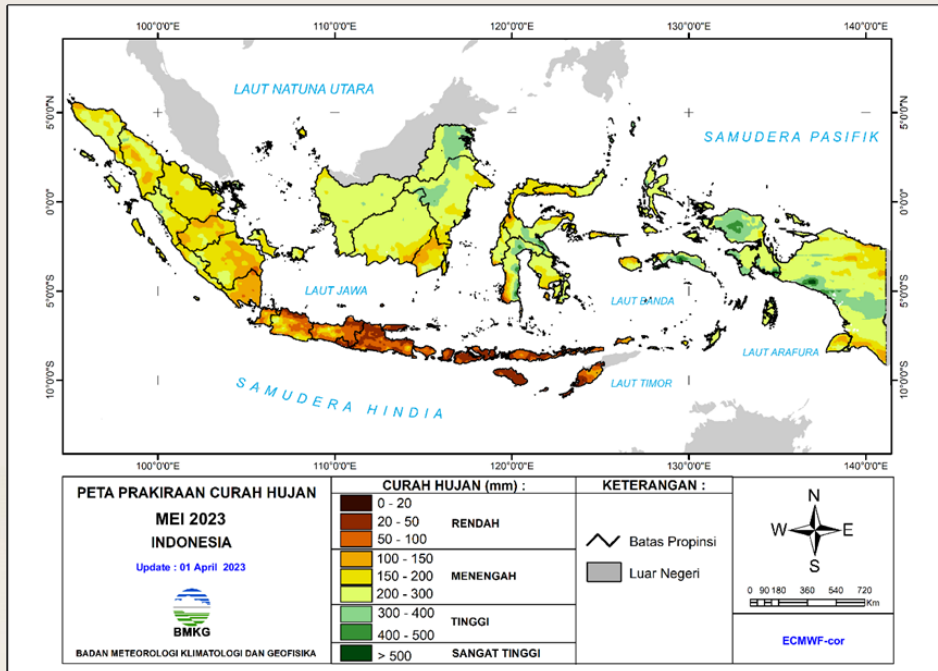 100°0'0"E 110°0'0"E 120°0'0"E 130°0'0"E 140°0'0"E
LAUT NATUNA UTARA
5°0'0"N 5°0'0"N
SAMUDERA PASIFIK
0°0'0" 0°0'0"
LAUT JAWA
LAUT BANDA
5°0'0"S 5°0'0"S
LAUT ARAFURA
LAUT TIMOR
10°0'0"S 10°0'0"S
SAMUDERA HINDIA
100°0'0"E 110°0'0"E 120°0'0"E 130°0'0"E 140°0'0"E
PETA PRAKIRAAN CURAH HUJAN
MEI 2023
INDONESIA
Update : 01 April 2023
BMKG
BADAN METEOROLOGI KLIMATOLOGI DAN GEOFISIKA
CURAH HUJAN (mm) :
0 - 20
20 - 50 RENDAH
50 - 100
100 - 150
150 - 200 MENENGAH
200 - 300
300 - 400 TINGGI
400 - 500
> 500 SANGAT TINGGI
KETERANGAN :
Batas Propinsi
Luar Negeri
N
W E
S
0 90 180 360 540 720
Km
ECMWF-cor